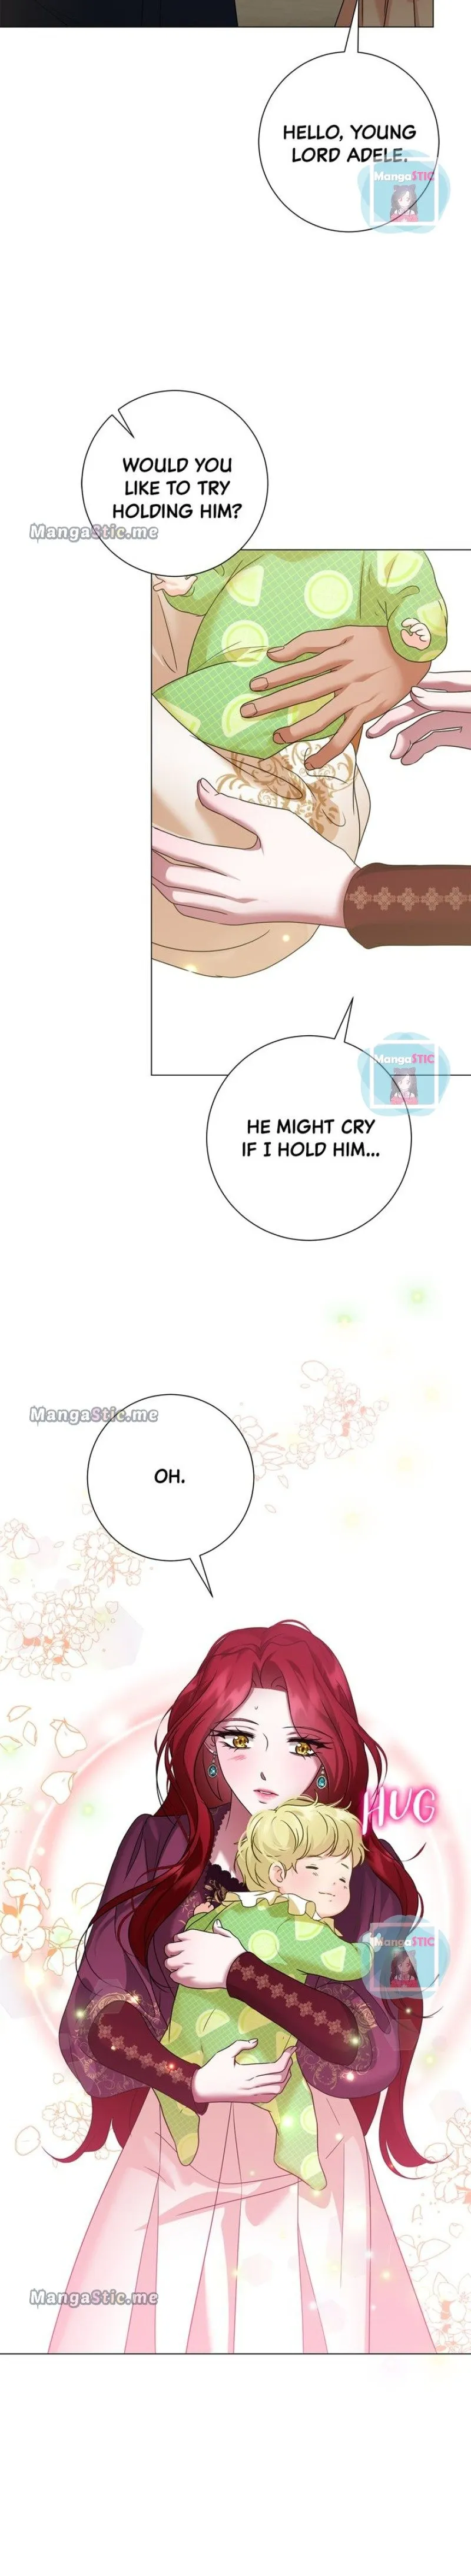 HELLO, YOUNG
LORD ADELE.
MangaSTIC
WOULD YOU
LIKE TO TRY
HOLDING HIM?
MangaStic.me
MangaSTIC
HE MIGHT CRY
IF I HOLD HIM...
MangaStic.me
OH.
HUG
MangaSTIC
MangaStic.me